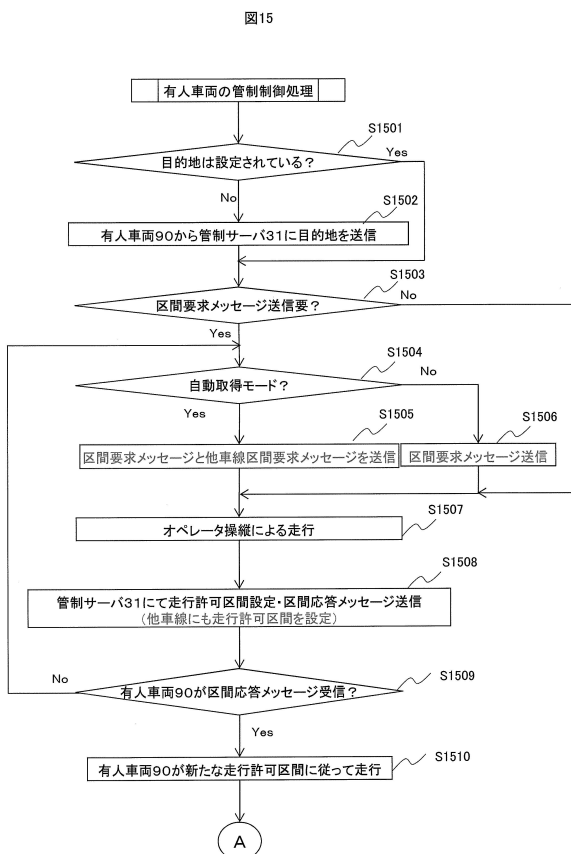 図15
有人車両の管制制御処理
S1501
目的地は設定されている?
Yes
No
S1502
有人車両90から管制サーバ31に目的地を送信
S1503
区間要求メッセージ送信要?
No
Yes
S1504
自動取得モード?
No
Yes
S1505
S1506
区間要求メッセージと他車線区間要求メッセージを送信
区間要求メッセージ送信
S1507
オペレータ操縦による走行
S1508
管制サーバ31にて走行許可区間設定・区間応答メッセージ送信
(他車線にも走行許可区間を設定)
No
S1509
有人車両90が区間応答メッセージ受信?
Yes
S1510
有人車両90が新たな走行許可区間に従って走行
A